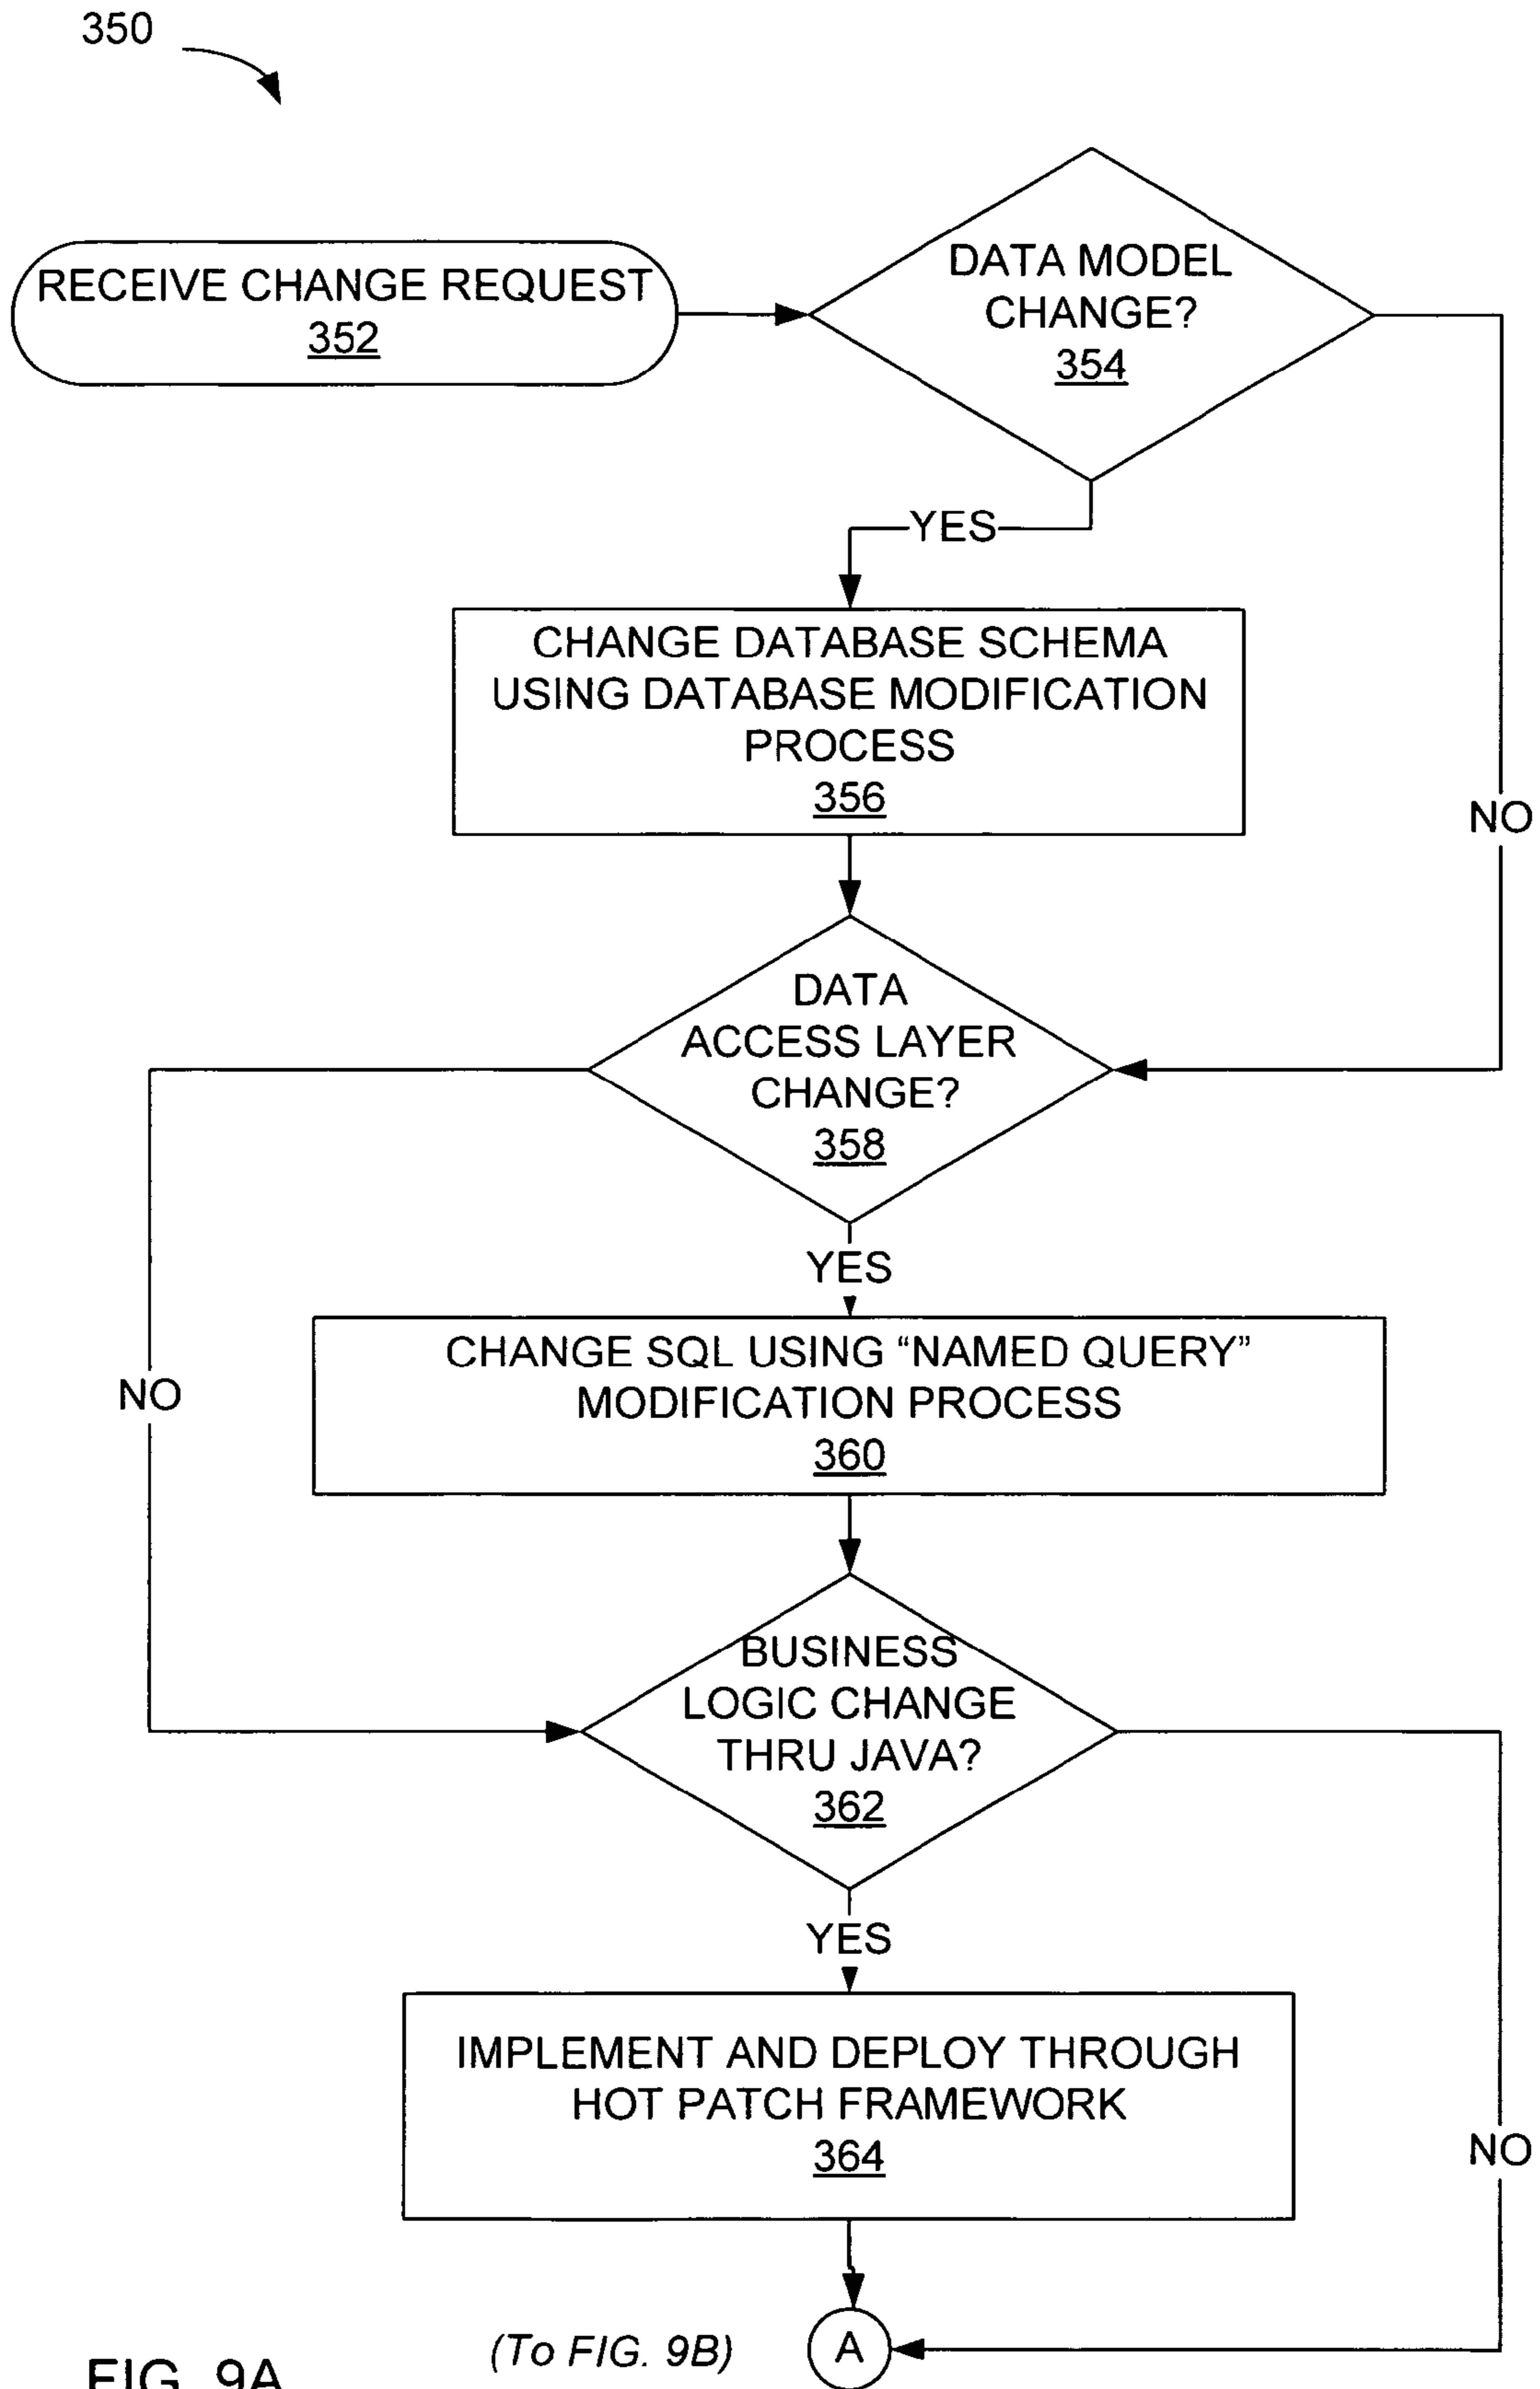 350
RECEIVE CHANGE REQUEST
352
DATA MODEL
CHANGE?
354
YES
NO
CHANGE DATABASE SCHEMA
USING DATABASE MODIFICATION
PROCESS
356
DATA
ACCESS LAYER
CHANGE?
358
YES
NO
CHANGE SQL USING “NAMED QUERY”
MODIFICATION PROCESS
360
BUSINESS
LOGIC CHANGE
THRU JAVA?
362
YES
NO
IMPLEMENT AND DEPLOY THROUGH
HOT PATCH FRAMEWORK
364
(To FIG. 9B)
A
FIG. 9A